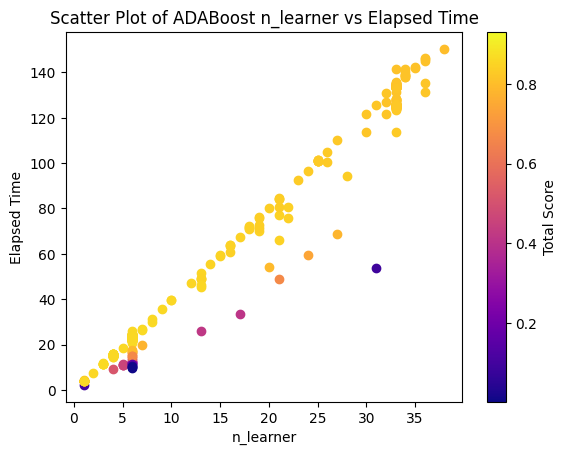 Scatter Plot of ADABoost n_learner vs Elapsed Time
Elapsed Time
140
120
100
80
60
40
20
0
0 5 10 15 20 25 30 35
n_learner
0.8
0.6
0.4
0.2
Total Score